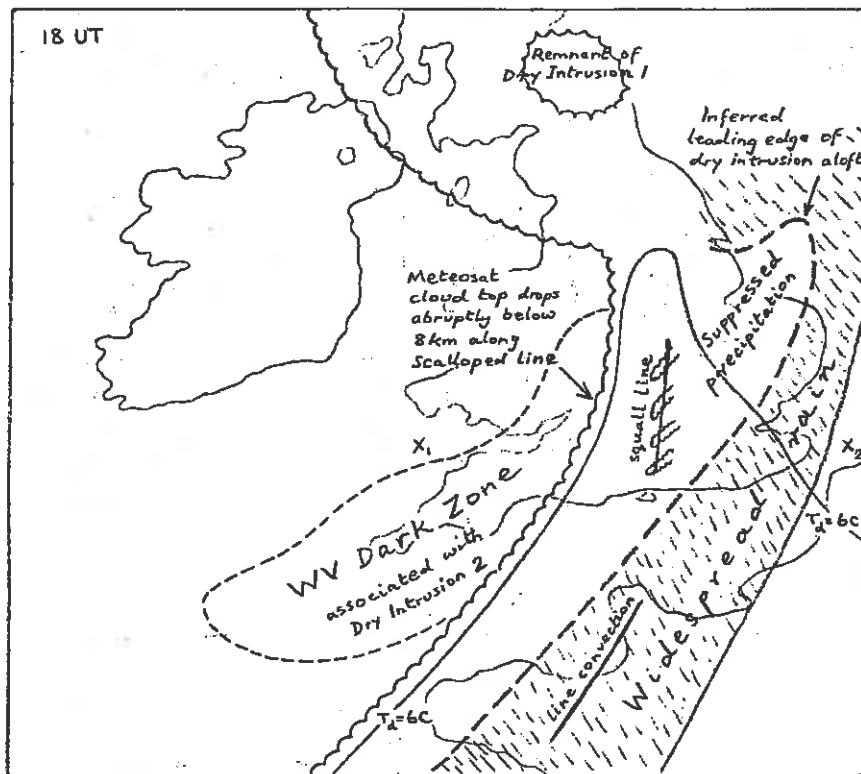 18 UT
Remnant of
Dry Intrusion 1
Inferred
leading edge of
dry intrusion aloft
Meteosat
cloud top drops
abruptly below
8km along
scalloped line
Suppressed
precipitation
squall line
X₁
X₂
WV Dark Zone
associated with
Dry Intrusion 2
Widespread rain
line convection
T_d=6C
T_d=6C